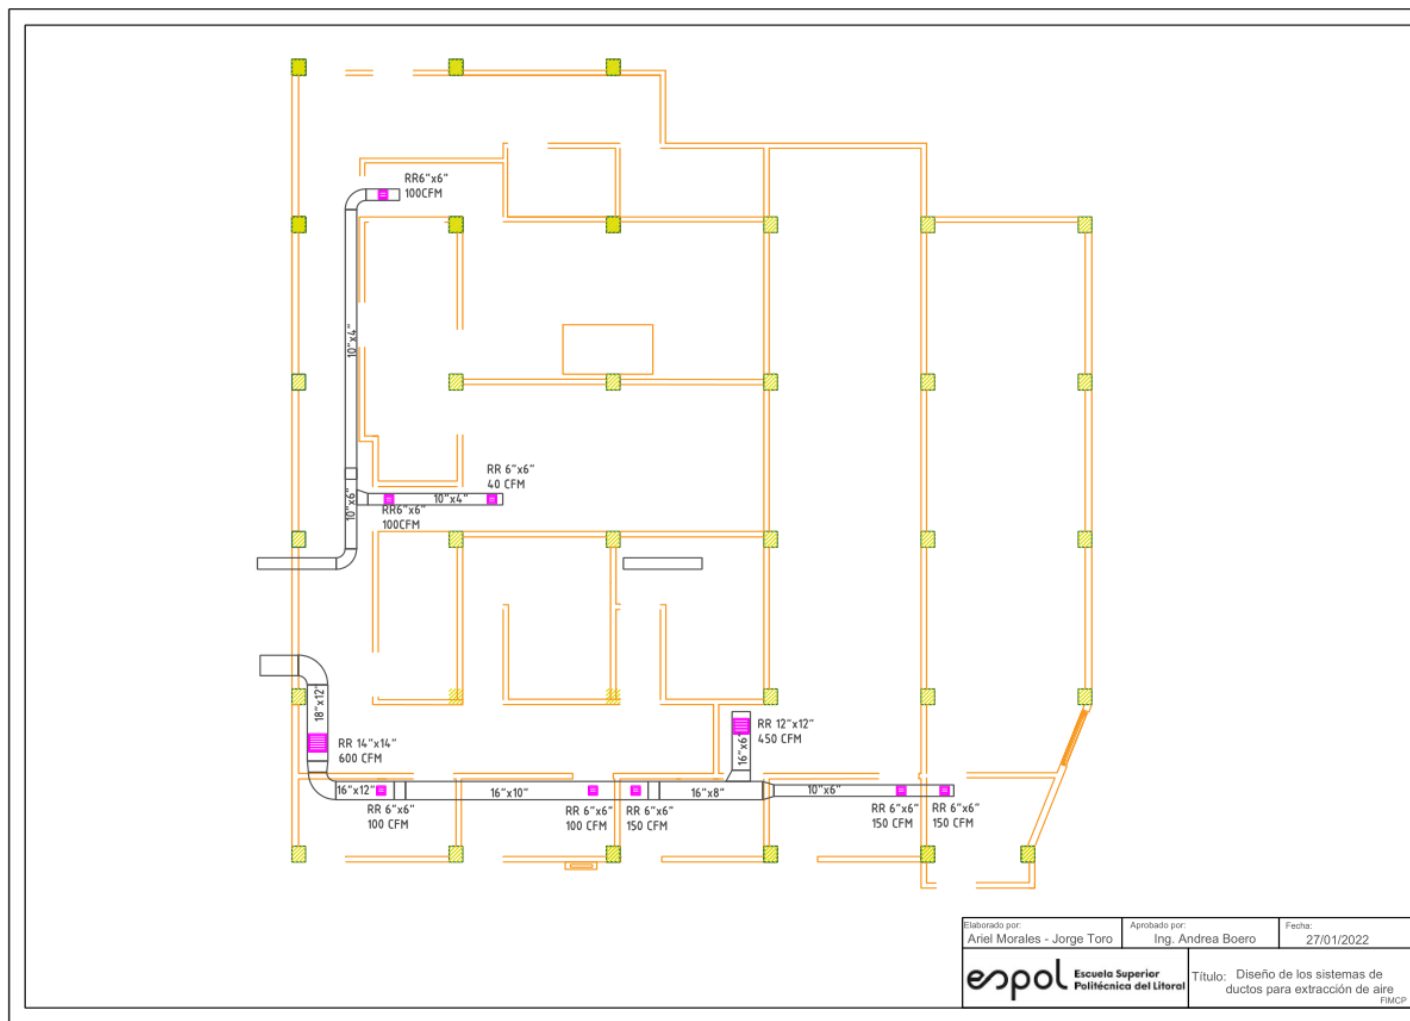 RR6"x6"
100CFM
10"x4"
RR 6"x6"
40 CFM
10"x4"
10"x6"
RR6"x6"
100CFM
18"x12"
RR 14"x14"
600 CFM
RR 12"x12"
450 CFM
16"x6"
16"x12"
16"x10"
16"x8"
10"x6"
RR 6"x6"
100 CFM
RR 6"x6"
100 CFM
RR 6"x6"
150 CFM
RR 6"x6"
150 CFM
RR 6"x6"
150 CFM
Elaborado por:
Ariel Morales - Jorge Toro
Aprobado por:
Ing. Andrea Boero
Fecha:
27/01/2022
espol
Escuela Superior
Politécnica del Litoral
Título: Diseño de los sistemas de
ductos para extracción de aire
FIMCP